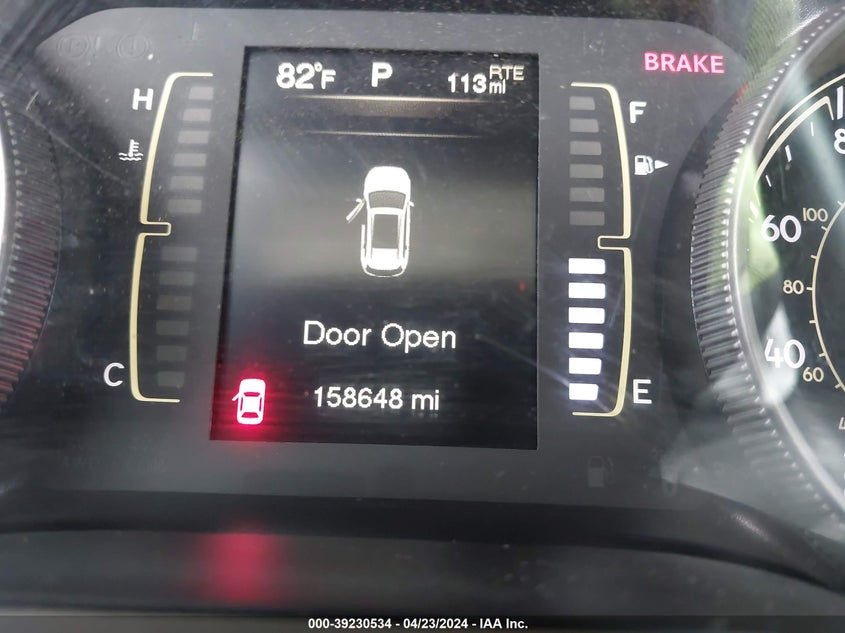 82°F P 113 RTE mi
BRAKE
H
F
C
E
Door Open
158648 mi
100
60
80
40
60
000-39230534 - 04/23/2024 - IAA Inc.